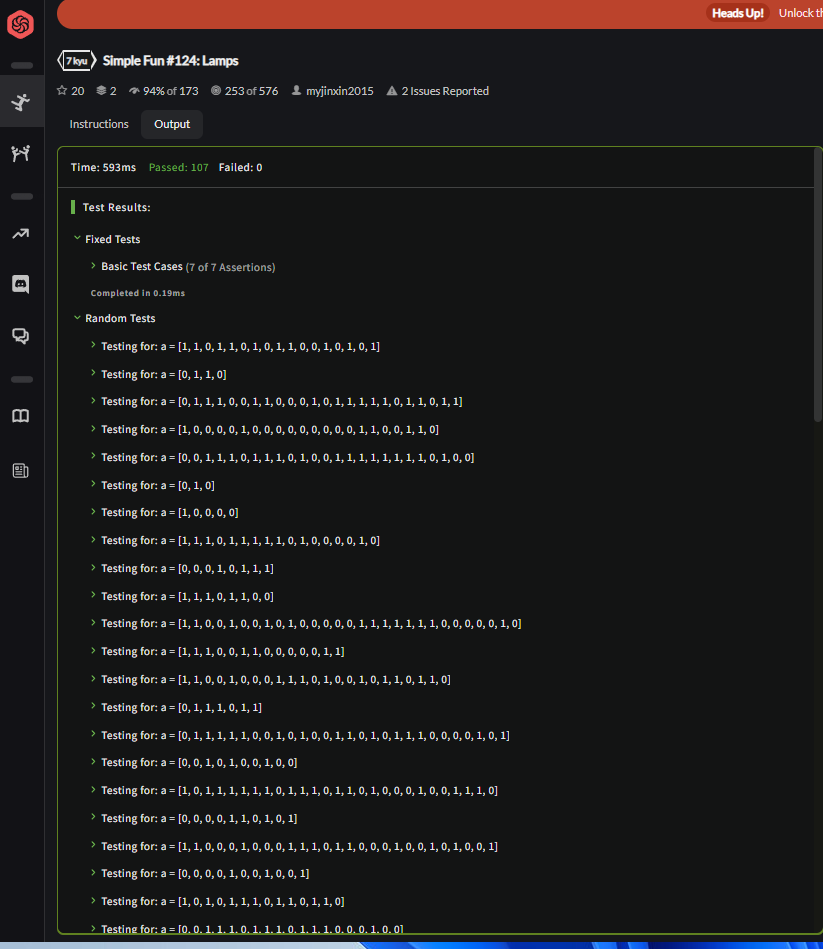 Heads Up! Unlock th
7 kyu Simple Fun #124: Lamps
20 2 94% of 173 253 of 576 myjinxin2015 2 Issues Reported
Instructions Output
Time: 593ms Passed: 107 Failed: 0
Test Results:
Fixed Tests
Basic Test Cases (7 of 7 Assertions)
Completed in 0.19ms
Random Tests
Testing for: a = [1, 1, 0, 1, 1, 0, 1, 0, 1, 1, 0, 0, 1, 0, 1, 0, 1]
Testing for: a = [0, 1, 1, 0]
Testing for: a = [0, 1, 1, 1, 0, 0, 1, 1, 0, 0, 0, 1, 0, 1, 1, 1, 1, 1, 0, 1, 1, 0, 1, 1]
Testing for: a = [1, 0, 0, 0, 0, 1, 0, 0, 0, 0, 0, 0, 0, 0, 0, 1, 1, 0, 0, 1, 1, 0]
Testing for: a = [0, 0, 1, 1, 1, 0, 1, 1, 1, 0, 1, 0, 0, 1, 1, 1, 1, 1, 1, 1, 1, 0, 1, 0, 0]
Testing for: a = [0, 1, 0]
Testing for: a = [1, 0, 0, 0, 0]
Testing for: a = [1, 1, 1, 0, 1, 1, 1, 1, 1, 0, 1, 0, 0, 0, 0, 1, 0]
Testing for: a = [0, 0, 0, 1, 0, 1, 1, 1]
Testing for: a = [1, 1, 1, 0, 1, 1, 0, 0]
Testing for: a = [1, 1, 0, 0, 1, 0, 0, 1, 0, 1, 0, 0, 0, 0, 0, 1, 1, 1, 1, 1, 1, 1, 0, 0, 0, 0, 0, 1, 0]
Testing for: a = [1, 1, 1, 0, 0, 1, 1, 0, 0, 0, 0, 0, 1, 1]
Testing for: a = [1, 1, 0, 0, 1, 0, 0, 0, 1, 1, 1, 0, 1, 0, 0, 1, 0, 1, 1, 0, 1, 1, 0]
Testing for: a = [0, 1, 1, 1, 0, 1, 1]
Testing for: a = [0, 1, 1, 1, 1, 1, 0, 0, 1, 0, 1, 0, 0, 1, 1, 0, 1, 0, 1, 1, 1, 0, 0, 0, 0, 1, 0, 1]
Testing for: a = [0, 0, 1, 0, 1, 0, 0, 1, 0, 0]
Testing for: a = [1, 0, 1, 1, 1, 1, 1, 1, 0, 1, 1, 1, 0, 1, 1, 0, 1, 0, 0, 0, 1, 0, 0, 1, 1, 1, 0]
Testing for: a = [0, 0, 0, 0, 1, 1, 0, 1, 0, 1]
Testing for: a = [1, 1, 0, 0, 0, 1, 0, 0, 0, 1, 1, 1, 0, 1, 1, 0, 0, 0, 1, 0, 0, 1, 0, 1, 0, 0, 1]
Testing for: a = [0, 0, 0, 0, 1, 0, 0, 1, 0, 0, 1]
Testing for: a = [1, 0, 1, 0, 1, 1, 1, 0, 1, 1, 0, 1, 1, 0]
Testing for: a = [0, 0, 1, 1, 1, 0, 1, 1, 1, 0, 1, 1, 1, 0, 0, 0, 1, 0, 0]